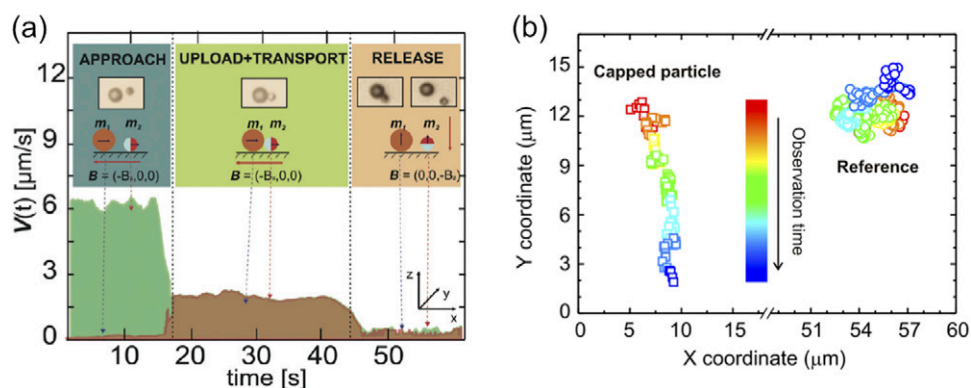 (a)
APPROACH
UPLOAD+TRANSPORT
RELEASE
m₁ m₂
m₁ m₂
m₁ m₂
B = (-Bₓ,0,0)
B = (-Bₓ,0,0)
B = (0,0,-B₂)
V(t) [μm/s]
12
9
6
3
0
z
y
x
10 20 30 40 50
time [s]
(b)
Capped particle
Reference
Observation time
Y coordinate (μm)
15
12
9
6
3
0
0 5 10 15 51 54 57 60
X coordinate (μm)